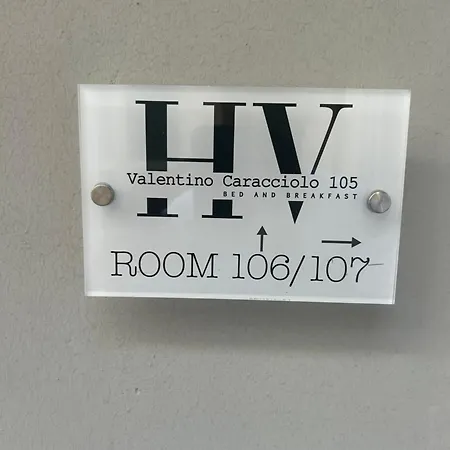 HV
Valentino Caracciolo 105
BED AND BREAKFAST
↑ →
ROOM 106/107